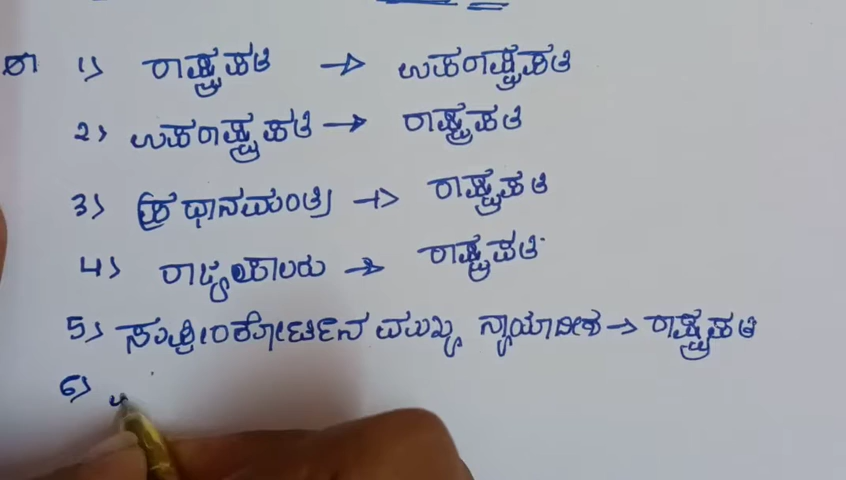 1) ರಾಷ್ಟ್ರಪತಿ → ಉಪರಾಷ್ಟ್ರಪತಿ
2) ಉಪರಾಷ್ಟ್ರಪತಿ → ರಾಷ್ಟ್ರಪತಿ
3) ಪ್ರಧಾನಮಂತ್ರಿ → ರಾಷ್ಟ್ರಪತಿ
4) ರಾಜ್ಯಪಾಲರು → ರಾಷ್ಟ್ರಪತಿ
5) ಸುಪ್ರೀಂಕೋರ್ಟಿನ ಮುಖ್ಯ ನ್ಯಾಯಾಧೀಶ → ರಾಷ್ಟ್ರಪತಿ
6)